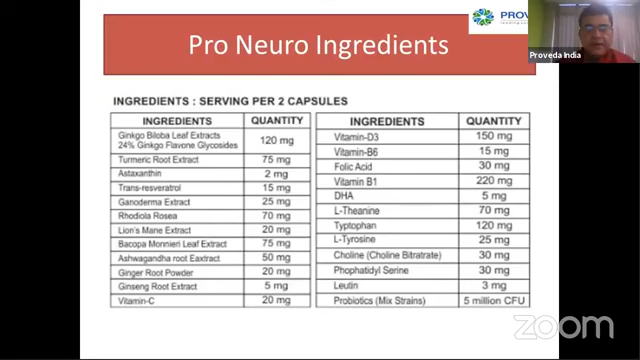 PROV
Proveda India
Pro Neuro Ingredients
INGREDIENTS : SERVING PER 2 CAPSULES
INGREDIENTS QUANTITY
Ginkgo Biloba Leaf Extracts
24% Ginkgo Flavone Glycosides 120 mg
Turmeric Root Extract 75 mg
Astaxanthin 2 mg
Trans-resveratrol 15 mg
Ganoderma Extract 25 mg
Rhodiola Rosea 70 mg
Lion's Mane Extract 20 mg
Bacopa Monnieri Leaf Extract 75 mg
Ashwagandha root Eaxtract 50 mg
Ginger Root Powder 20 mg
Ginseng Root Extract 5 mg
Vitamin-C 20 mg
INGREDIENTS QUANTITY
Vitamin-D3 150 mg
Vitamin-B6 15 mg
Folic Acid 30 mg
Vitamin B1 220 mg
DHA 5 mg
L-Theanine 70 mg
Typtophan 120 mg
L-Tyrosine 25 mg
Choline (Choline Bitratrate) 30 mg
Phophatidyl Serine 30 mg
Leutin 3 mg
Probiotics (Mix Strains) 5 million CFU
zoom